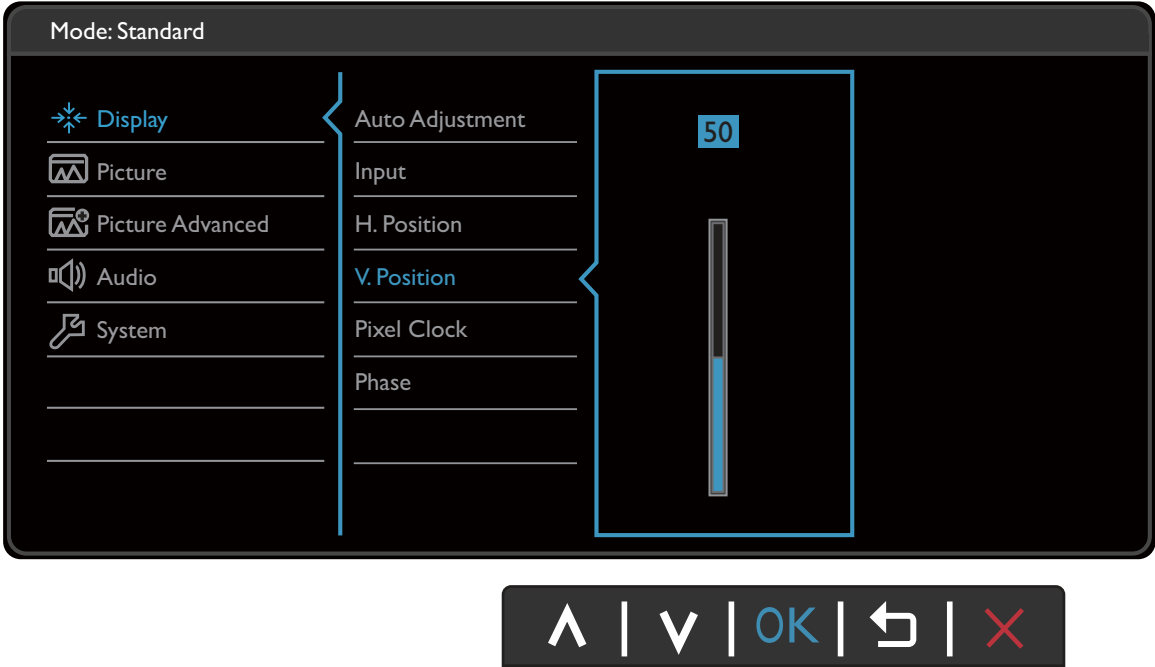 Mode: Standard
Display
Picture
Picture Advanced
Audio
System
Auto Adjustment
Input
H. Position
V. Position
Pixel Clock
Phase
50
OK